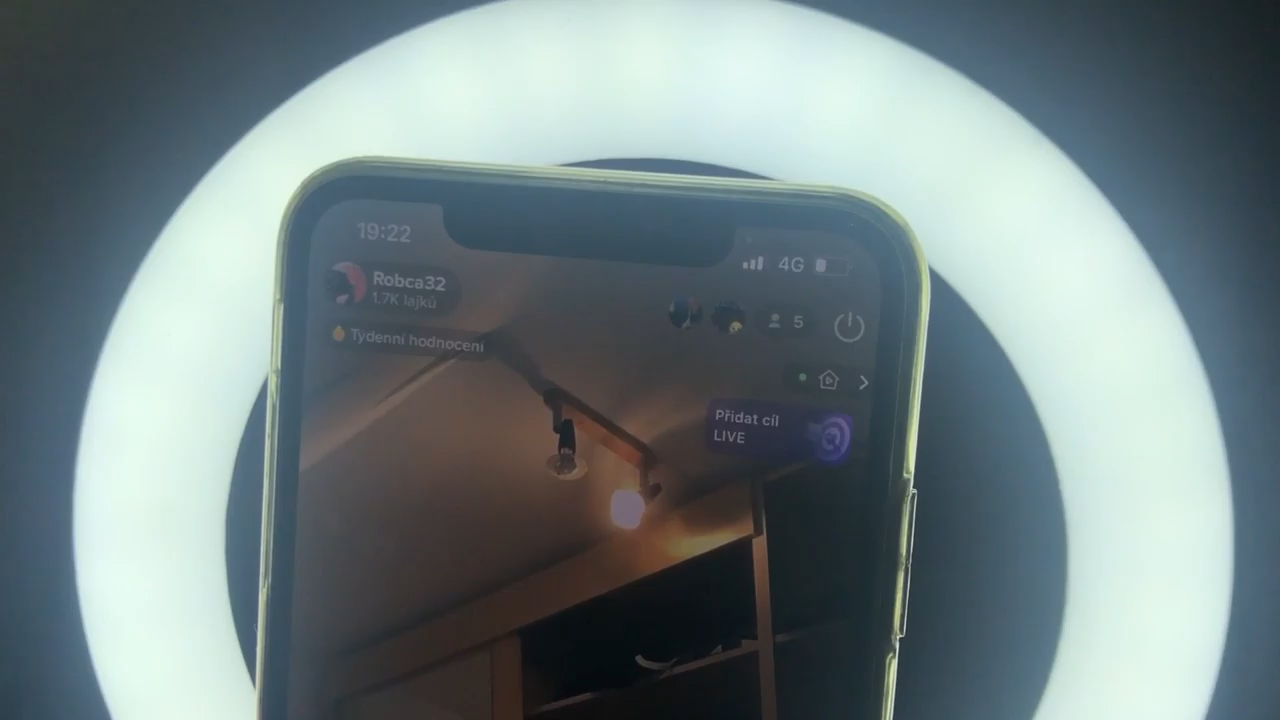 19:22
4G
Robca32
1.7K lajků
5
Týdenní hodnocení
Přidat cíl
LIVE